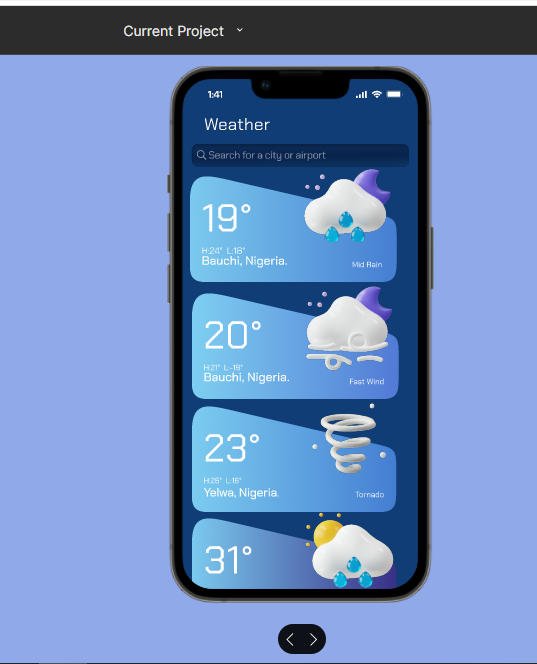 Current Project
1:41
Weather
Search for a city or airport
19°
H:24° L:18°
Bauchi, Nigeria.
Mid Rain
20°
H:21° L:-19°
Bauchi, Nigeria.
Fast Wind
23°
H:26° L:16°
Yelwa, Nigeria.
Tornado
31°